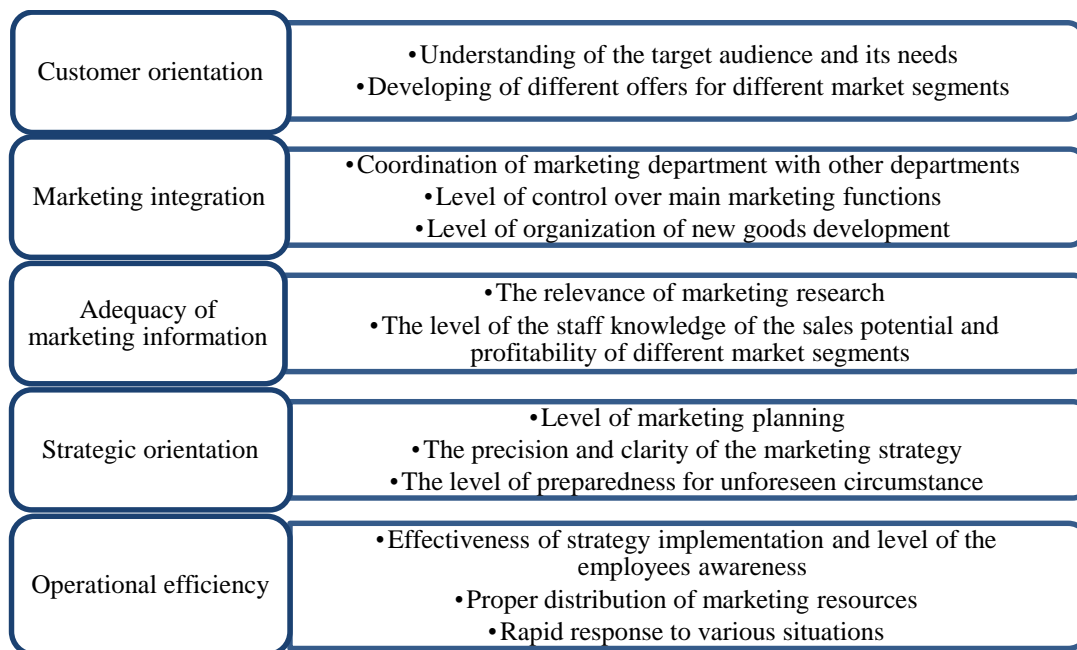 Customer orientation
•Understanding of the target audience and its needs
•Developing of different offers for different market segments
Marketing integration
•Coordination of marketing department with other departments
•Level of control over main marketing functions
•Level of organization of new goods development
Adequacy of
marketing information
•The relevance of marketing research
•The level of the staff knowledge of the sales potential and
profitability of different market segments
Strategic orientation
•Level of marketing planning
•The precision and clarity of the marketing strategy
•The level of preparedness for unforeseen circumstance
Operational efficiency
•Effectiveness of strategy implementation and level of the
employees awareness
•Proper distribution of marketing resources
•Rapid response to various situations